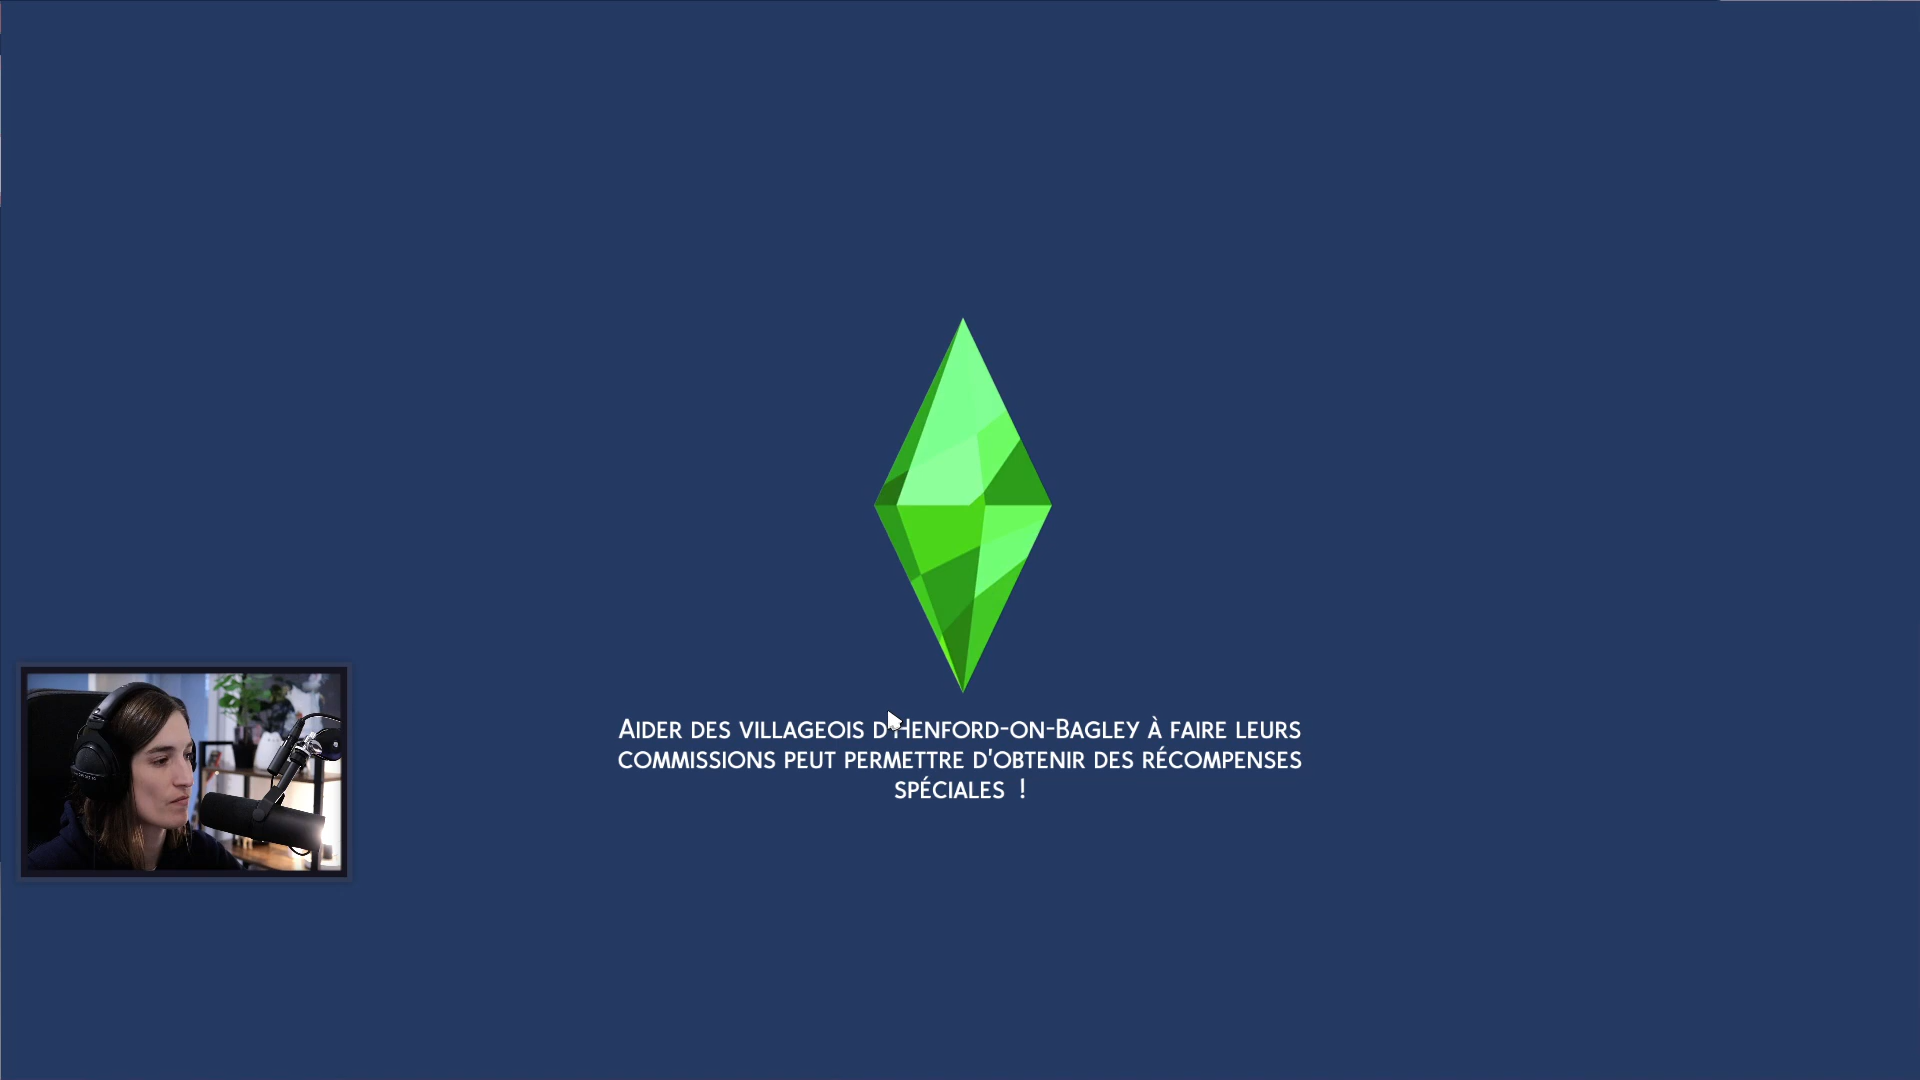 Aider des villageois d'Henford-on-Bagley à faire leurs
commissions peut permettre d'obtenir des récompenses
spéciales !